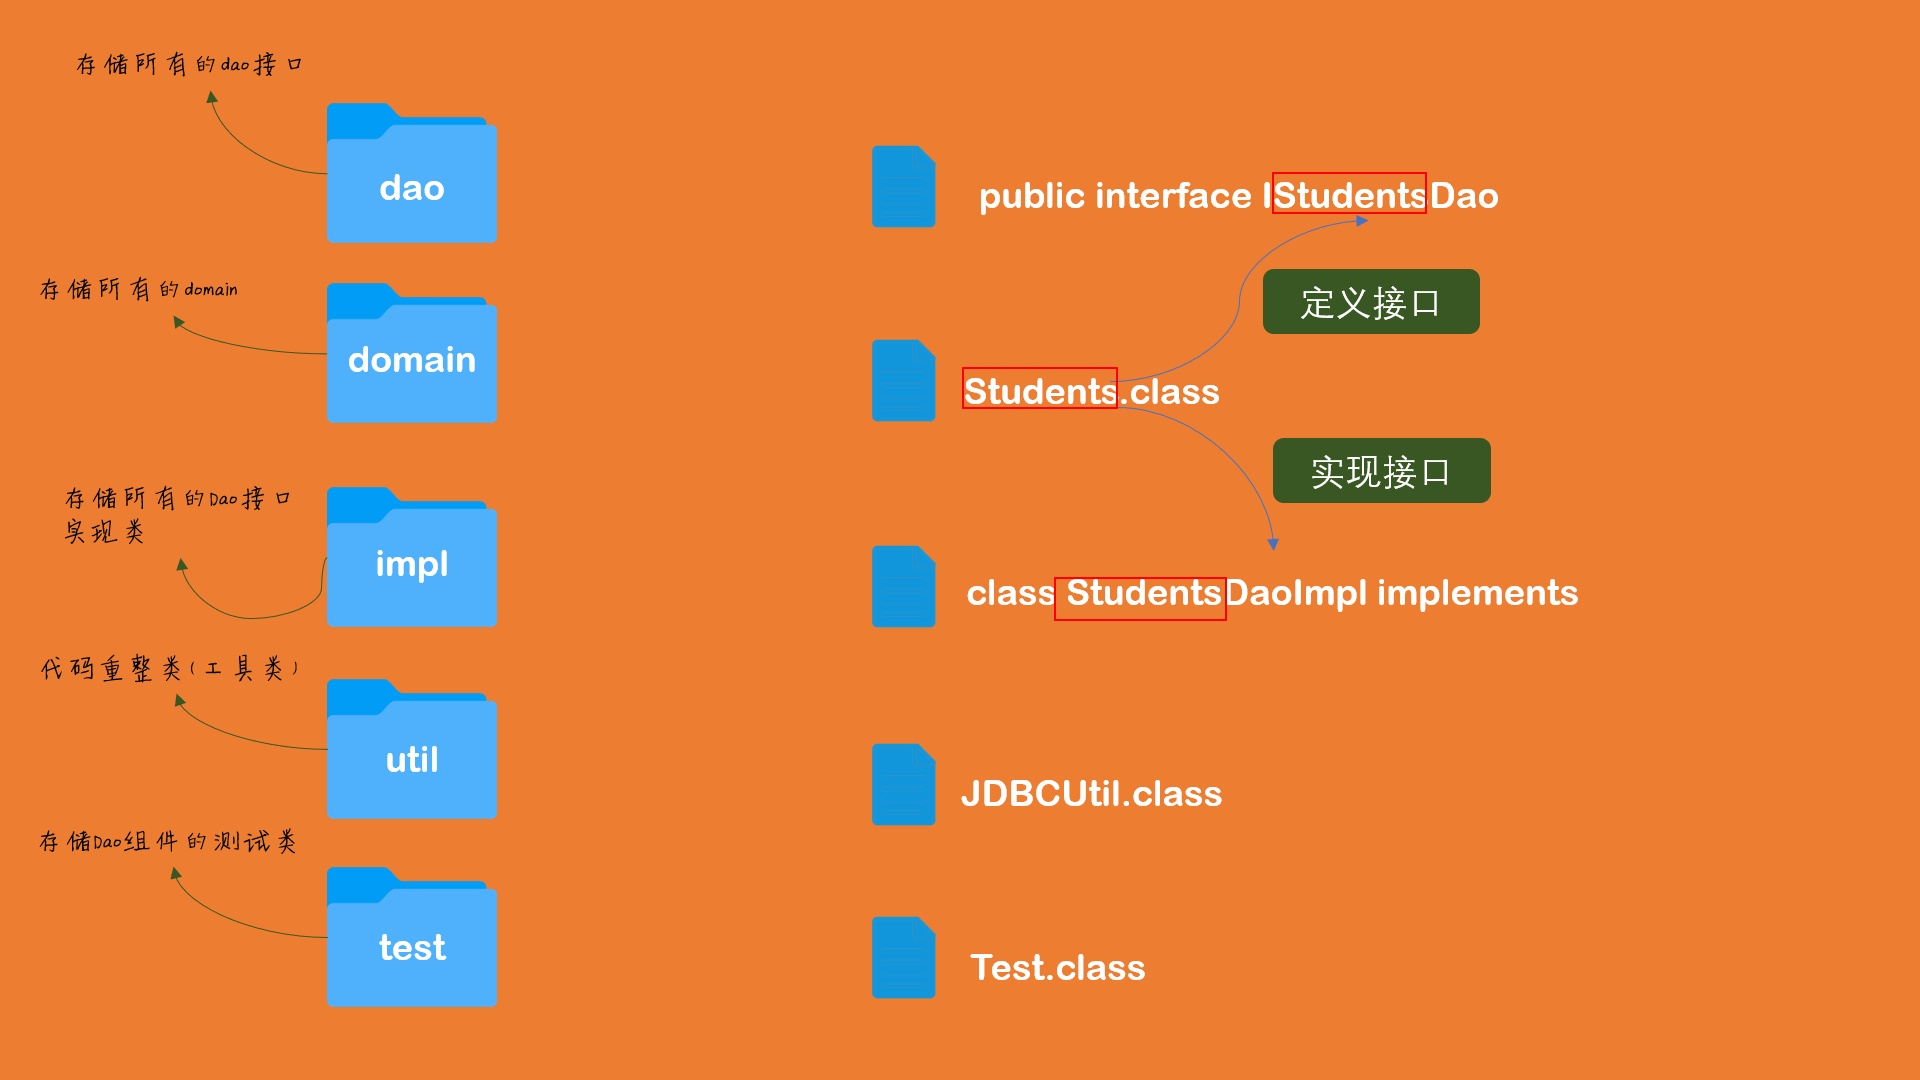 存储所有的dao接口
dao
public interface IStudentsDao
存储所有的domain
domain
定义接口
Students.class
实现接口
存储所有的Dao接口
实现类
impl
class StudentsDaoImpl implements
代码重整类(工具类)
util
JDBCUtil.class
存储Dao组件的测试类
test
Test.class